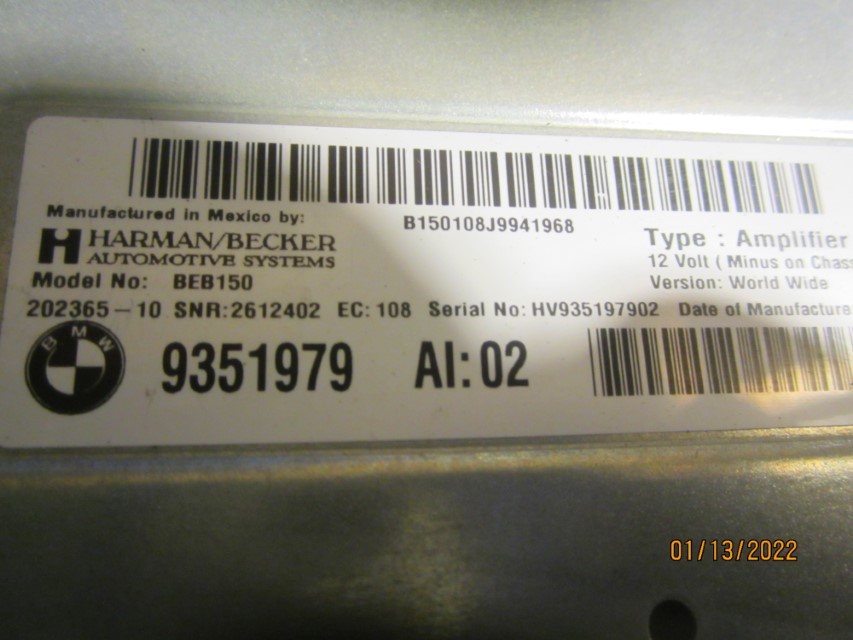 Manufactured in Mexico by:
HARMAN/BECKER
AUTOMOTIVE SYSTEMS
B150108J9941968
Type : Amplifier
12 Volt ( Minus on Chass
Version: World Wide
Model No: BEB150
202365-10 SNR:2612402 EC:108 Serial No: HV935197902 Date of Manufacture
BMW
9351979 AI:02
01/13/2022